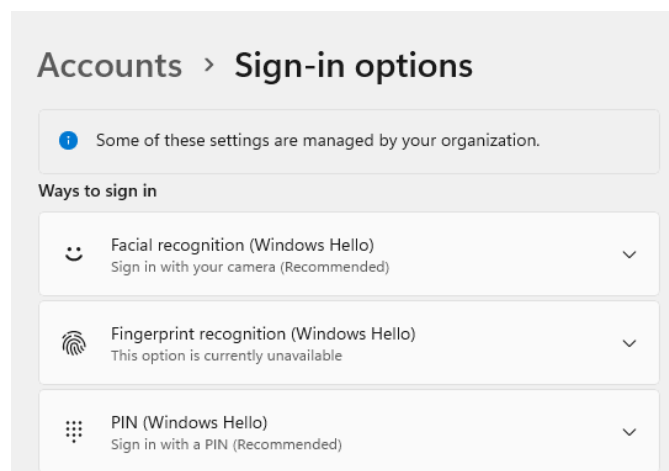 Accounts > Sign-in options
Some of these settings are managed by your organization.
Ways to sign in
Facial recognition (Windows Hello)
Sign in with your camera (Recommended)
Fingerprint recognition (Windows Hello)
This option is currently unavailable
PIN (Windows Hello)
Sign in with a PIN (Recommended)